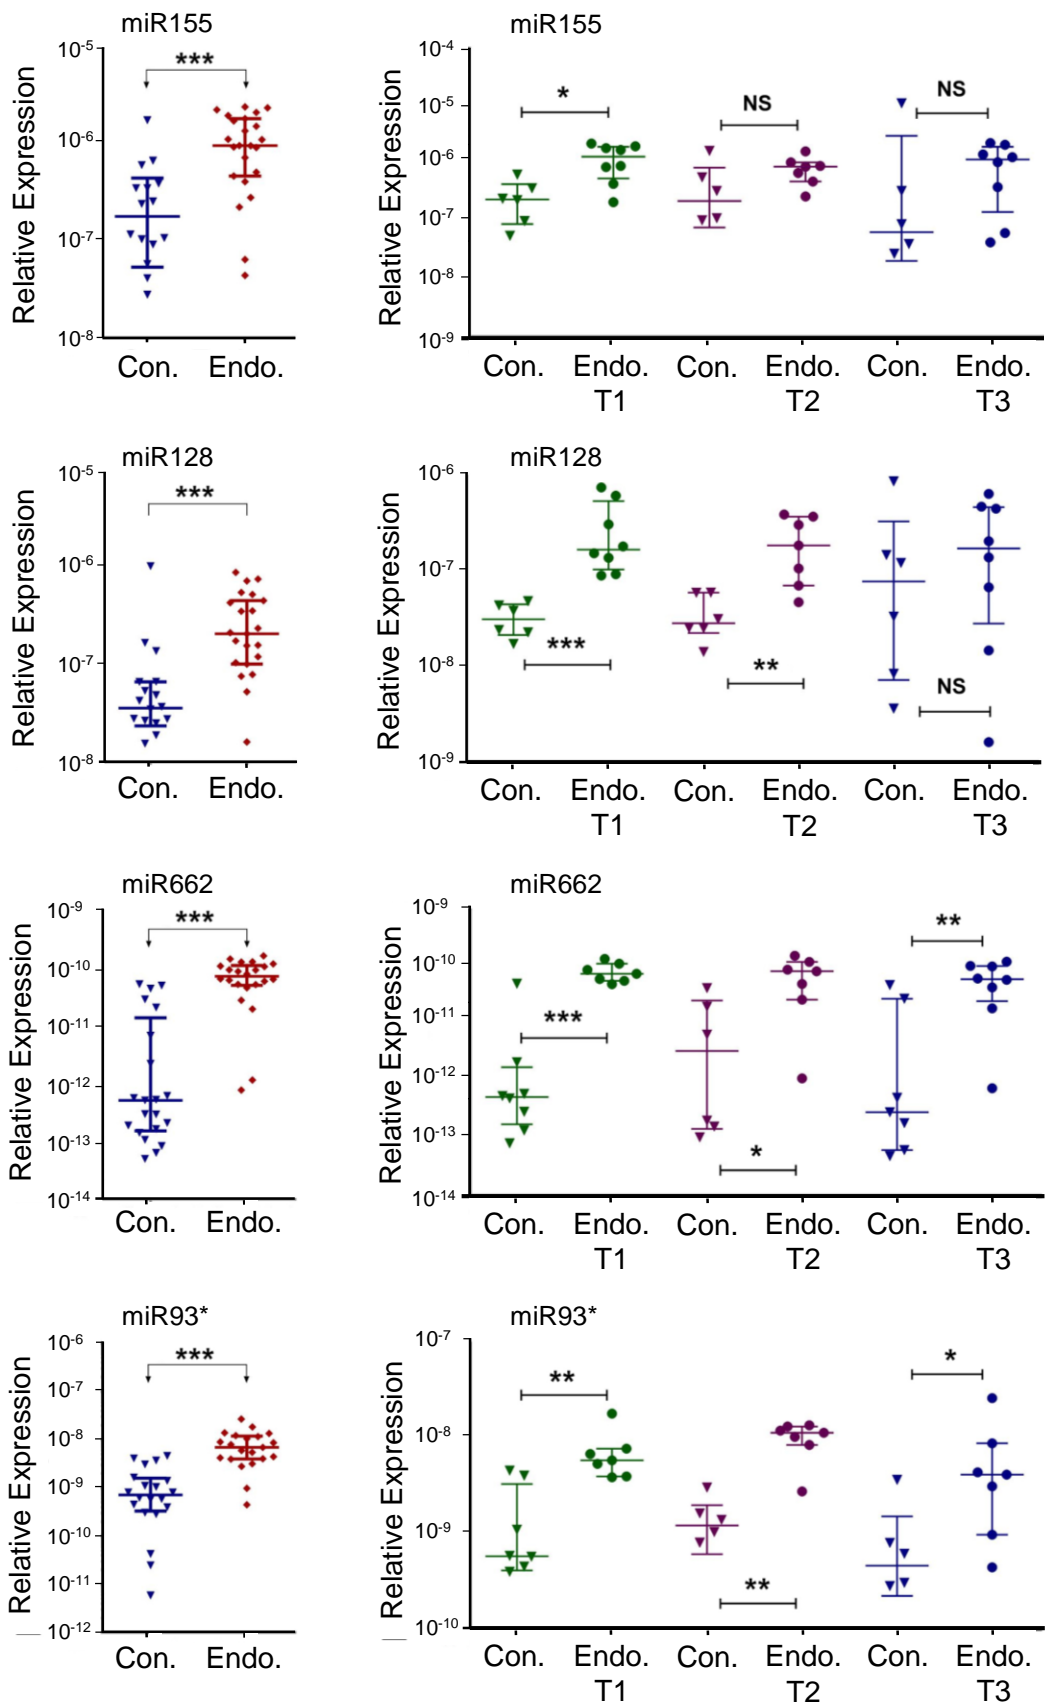 miR155
Relative Expression
10-5
10-6
10-7
10-8
***
Con. Endo.
miR155
Relative Expression
10-4
10-5
10-6
10-7
10-8
10-9
* NS NS
Con. Endo. Con. Endo. Con. Endo.
T1 T2 T3
miR128
Relative Expression
10-5
10-6
10-7
10-8
***
Con. Endo.
miR128
Relative Expression
10-6
10-7
10-8
10-9
*** ** NS
Con. Endo. Con. Endo. Con. Endo.
T1 T2 T3
miR662
Relative Expression
10-9
10-10
10-11
10-12
10-13
10-14
***
Con. Endo.
miR662
Relative Expression
10-9
10-10
10-11
10-12
10-13
10-14
*** * **
Con. Endo. Con. Endo. Con. Endo.
T1 T2 T3
miR93*
Relative Expression
10-6
10-7
10-8
10-9
10-10
10-11
10-12
***
Con. Endo.
miR93*
Relative Expression
10-7
10-8
10-9
10-10
** ** *
Con. Endo. Con. Endo. Con. Endo.
T1 T2 T3